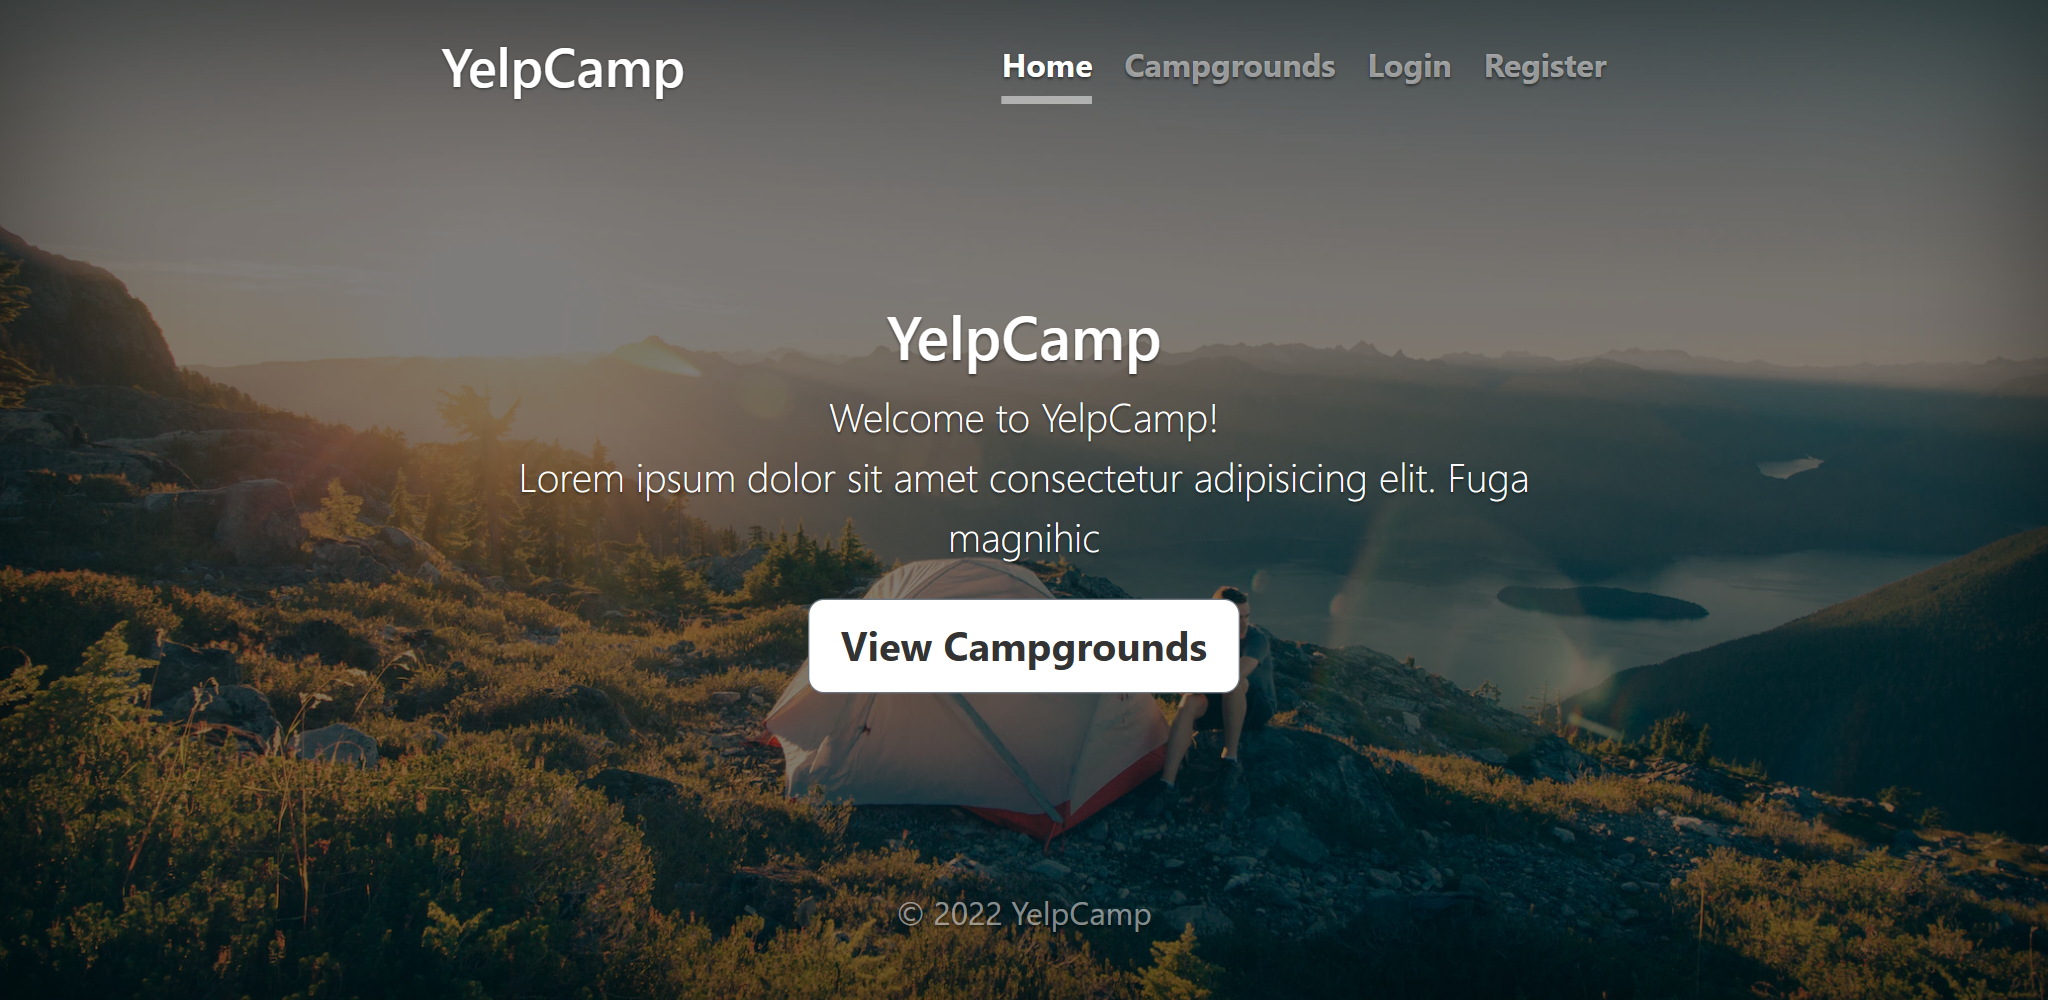 YelpCamp
Home Campgrounds Login Register
YelpCamp
Welcome to YelpCamp!
Lorem ipsum dolor sit amet consectetur adipisicing elit. Fuga
magnihic
View Campgrounds
© 2022 YelpCamp